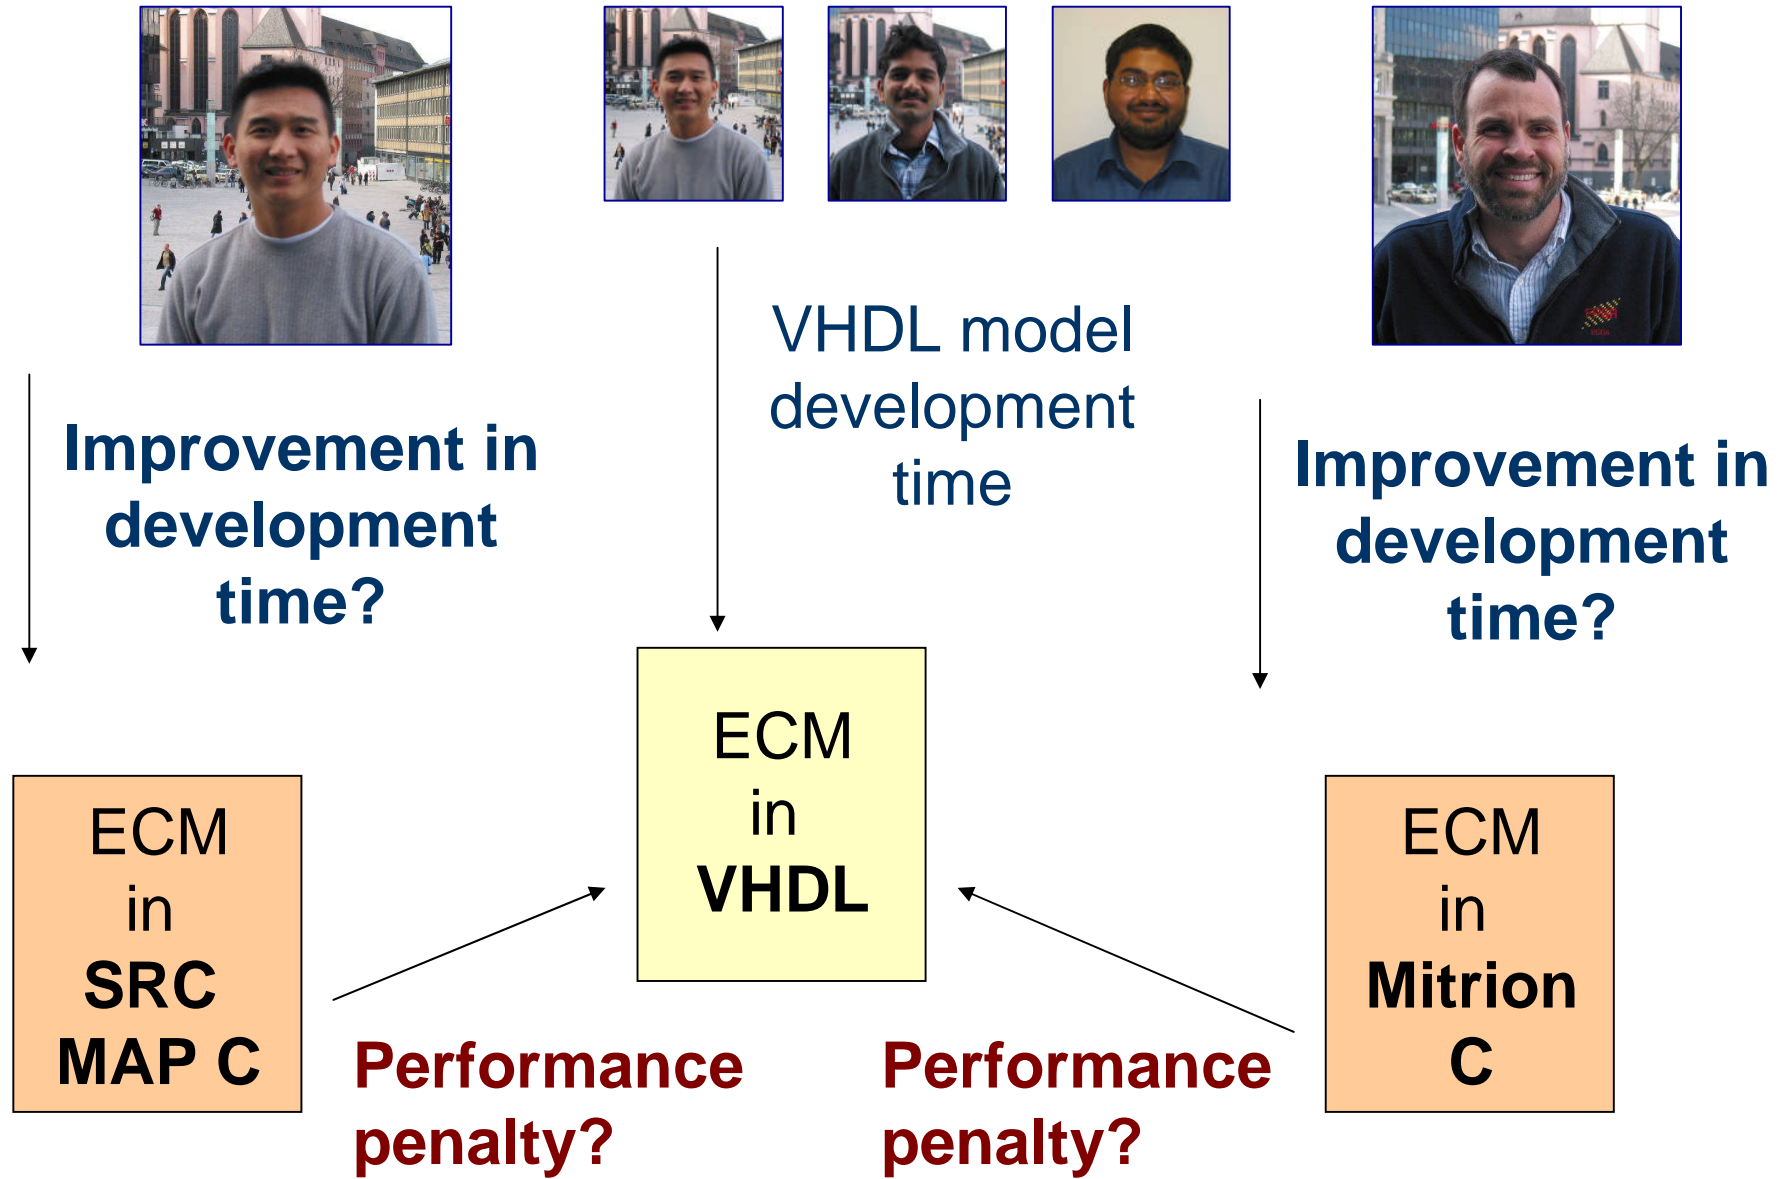 VHDL model
development
time
Improvement in
development
time?
Improvement in
development
time?
ECM
in
VHDL
ECM
in
SRC
MAP C
ECM
in
Mitrion
C
Performance
penalty?
Performance
penalty?